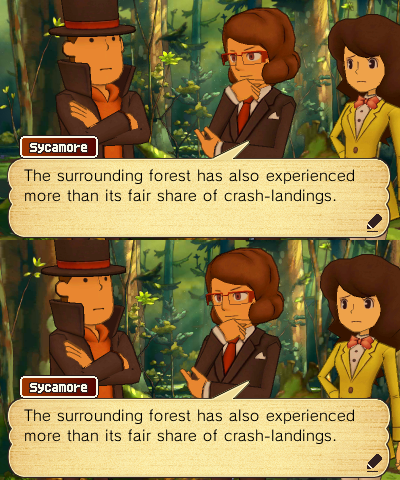 Sycamore
The surrounding forest has also experienced
more than its fair share of crash-landings.
Sycamore
The surrounding forest has also experienced
more than its fair share of crash-landings.